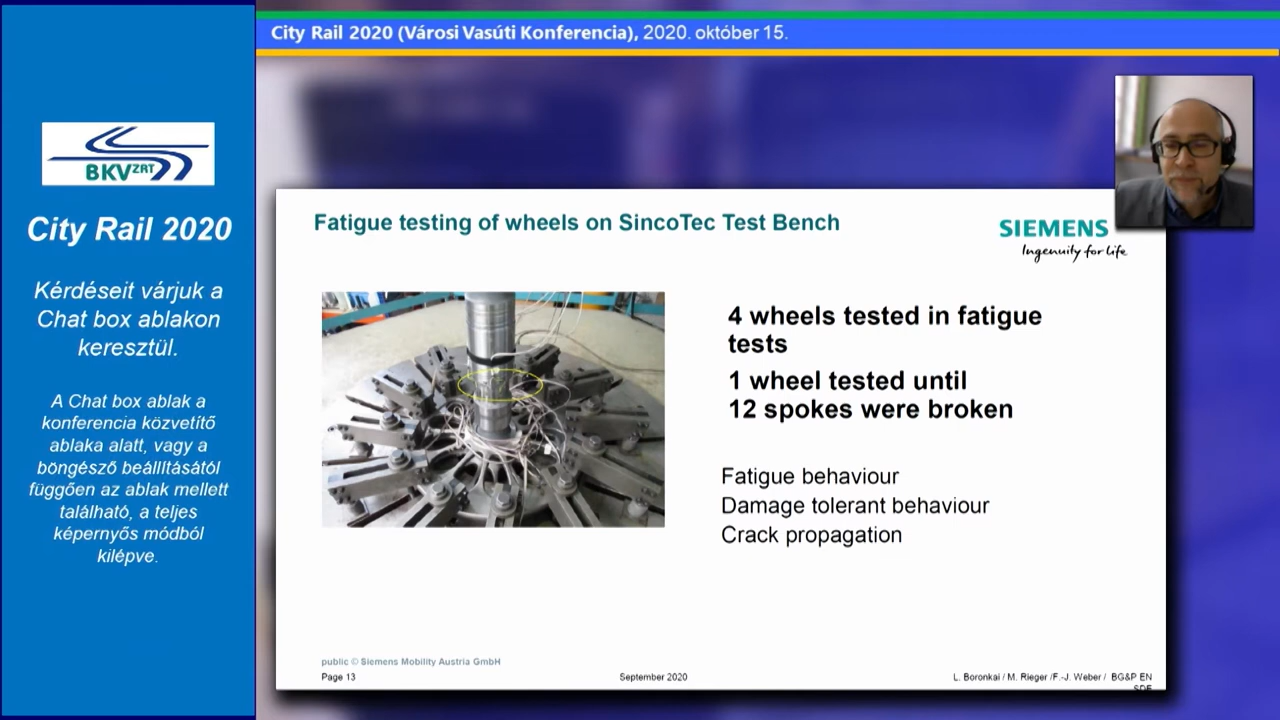 City Rail 2020 (Városi Vasúti Konferencia), 2020. október 15.
BKV ZRT
City Rail 2020
Kérdéseit várjuk a
Chat box ablakon
keresztül.
A Chat box ablak a
konferencia közvetítő
ablaka alatt, vagy a
böngésző beállításától
függően az ablak mellett
található, a teljes
képernyős módból
kilépve.
Fatigue testing of wheels on SincoTec Test Bench
SIEMENS
Ingenuity for life
4 wheels tested in fatigue
tests
1 wheel tested until
12 spokes were broken
Fatigue behaviour
Damage tolerant behaviour
Crack propagation
public © Siemens Mobility Austria GmbH
Page 13
September 2020
L. Boronkai / M. Rieger /F.-J. Weber / BG&P EN
SDE